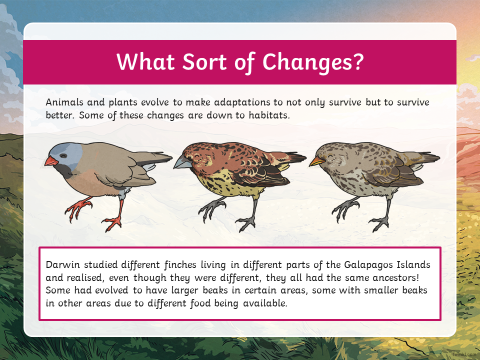 What Sort of Changes?
Animals and plants evolve to make adaptations to not only survive but to survive
better. Some of these changes are down to habitats.
Darwin studied different finches living in different parts of the Galapagos Islands
and realised, even though they were different, they all had the same ancestors!
Some had evolved to have larger beaks in certain areas, some with smaller beaks
in other areas due to different food being available.